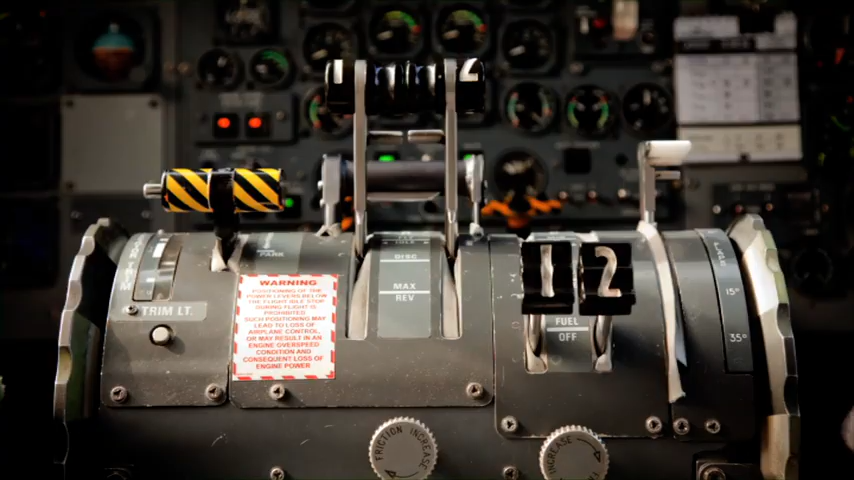 1 2
PARK
DISC
MAX
REV
TRIM LT.
WARNING
POSITIONING OF THE
POWER LEVERS BELOW
THE FLIGHT IDLE STOP
DURING FLIGHT IS
PROHIBITED
SUCH POSITIONING MAY
LEAD TO LOSS OF
AIRPLANE CONTROL,
OR MAY RESULT IN AN
ENGINE OVERSPEED
CONDITION AND
CONSEQUENT LOSS OF
ENGINE POWER
1 2
FUEL
OFF
15°
35°
FRICTION INCREASE
INCREASE